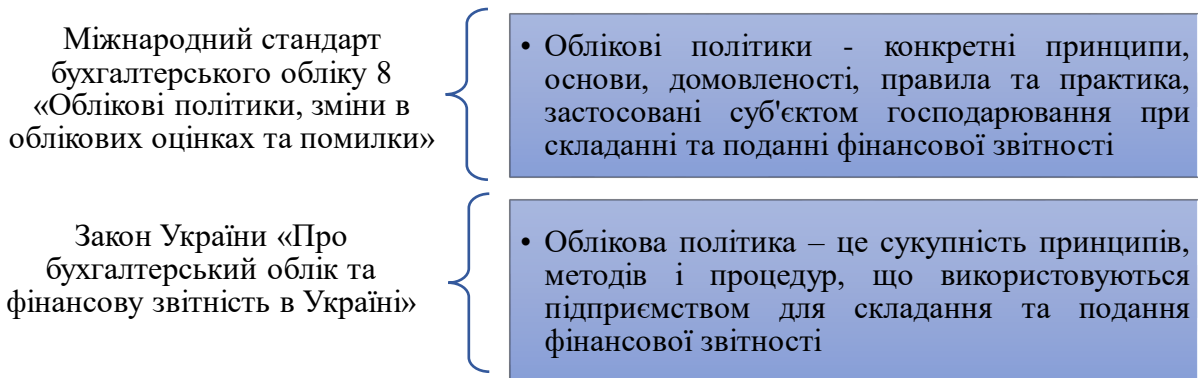 Міжнародний стандарт
бухгалтерського обліку 8
«Облікові політики, зміни в
облікових оцінках та помилки»
• Облікові політики - конкретні принципи,
основи, домовленості, правила та практика,
застосовані суб'єктом господарювання при
складанні та поданні фінансової звітності
Закон України «Про
бухгалтерський облік та
фінансову звітність в Україні»
• Облікова політика – це сукупність принципів,
методів і процедур, що використовуються
підприємством для складання та подання
фінансової звітності